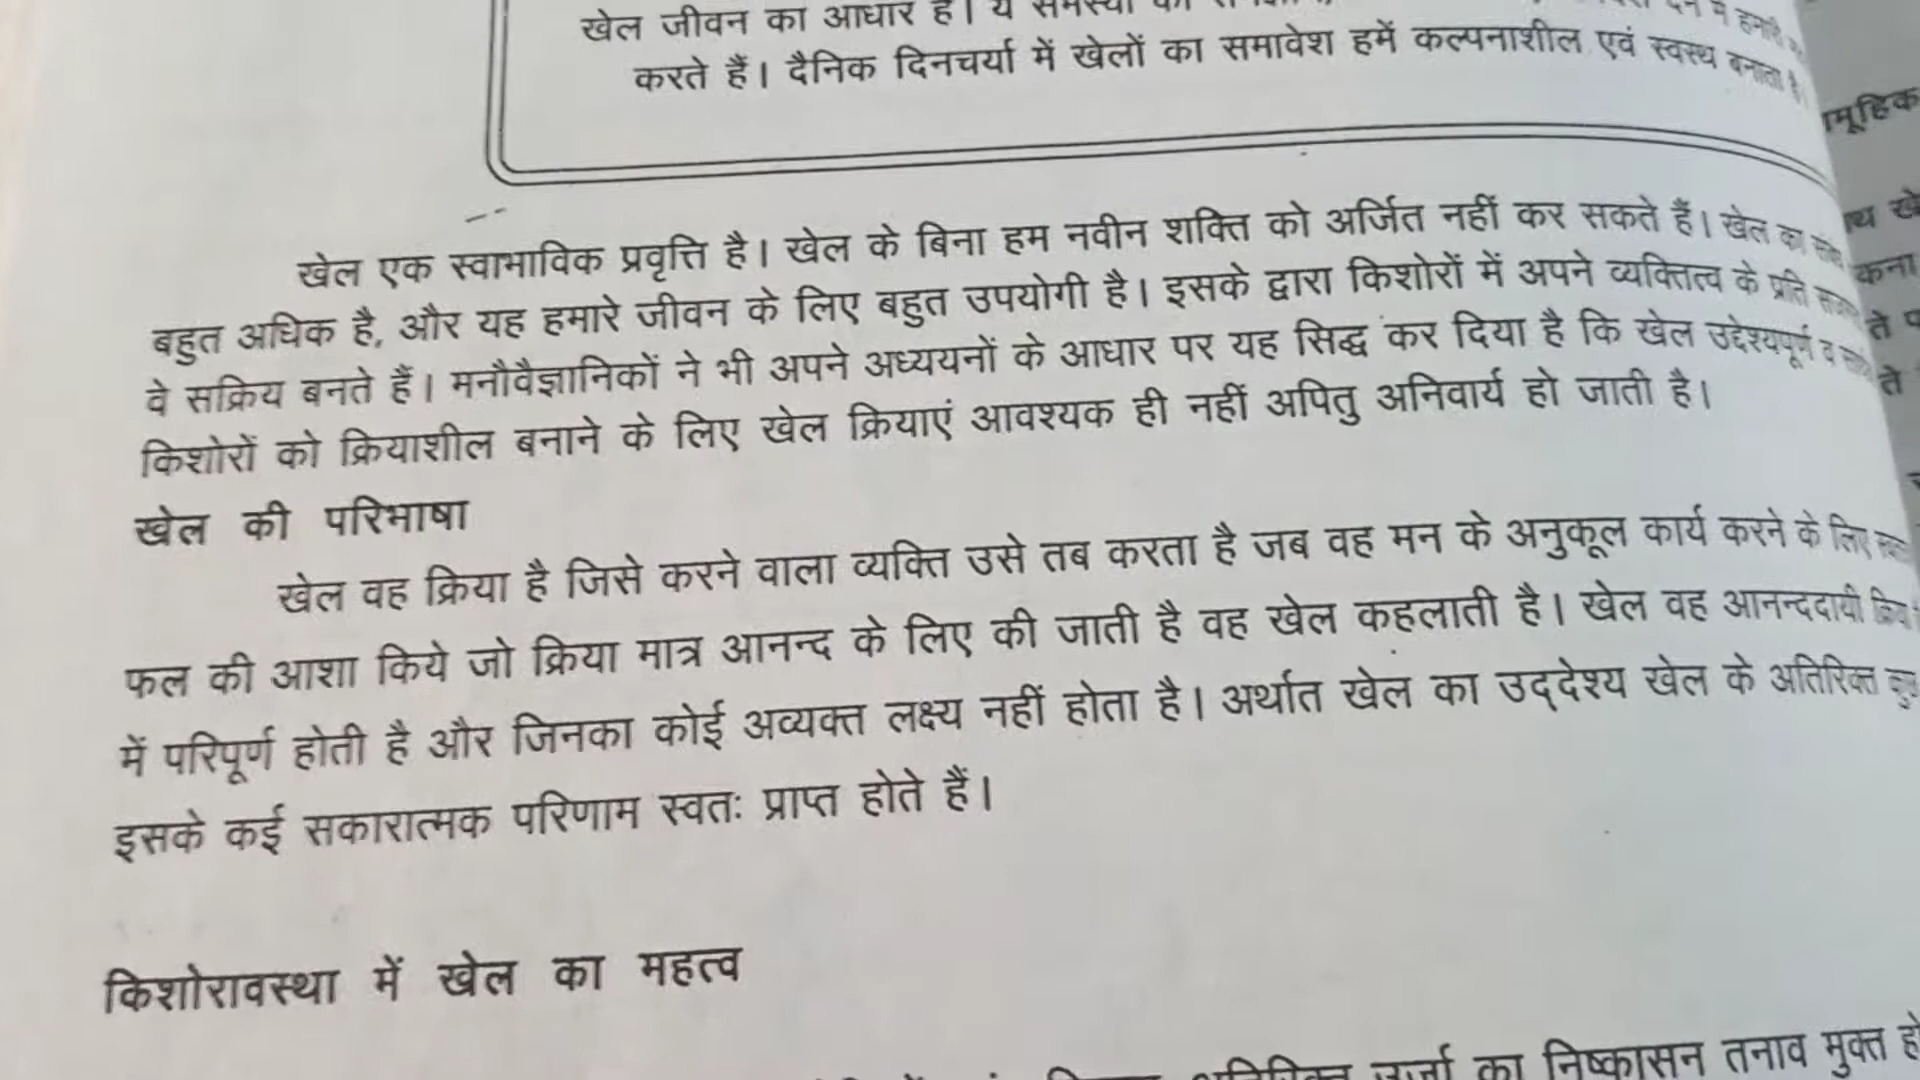 खेल जीवन का आधार है। ये समस्या
करते हैं। दैनिक दिनचर्या में खेलों का समावेश हमें कल्पनाशील एवं स्वस्थ बनाता है।
खेल एक स्वाभाविक प्रवृत्ति है। खेल के बिना हम नवीन शक्ति को अर्जित नहीं कर सकते हैं। खेल का
बहुत अधिक है, और यह हमारे जीवन के लिए बहुत उपयोगी है। इसके द्वारा किशोरों में अपने व्यक्तित्व के प्रति
वे सक्रिय बनते हैं। मनौवैज्ञानिकों ने भी अपने अध्ययनों के आधार पर यह सिद्ध कर दिया है कि खेल उद्देश्यपूर्ण व
किशोरों को क्रियाशील बनाने के लिए खेल क्रियाएं आवश्यक ही नहीं अपितु अनिवार्य हो जाती है।
खेल की परिभाषा
खेल वह क्रिया है जिसे करने वाला व्यक्ति उसे तब करता है जब वह मन के अनुकूल कार्य करने के लिए
फल की आशा किये जो क्रिया मात्र आनन्द के लिए की जाती है वह खेल कहलाती है। खेल वह आनन्ददायी
में परिपूर्ण होती है और जिनका कोई अव्यक्त लक्ष्य नहीं होता है। अर्थात खेल का उद्देश्य खेल के अतिरिक्त
इसके कई सकारात्मक परिणाम स्वतः प्राप्त होते हैं।
किशोरावस्था में खेल का महत्व
ऊर्जा का निष्कासन तनाव मुक्त